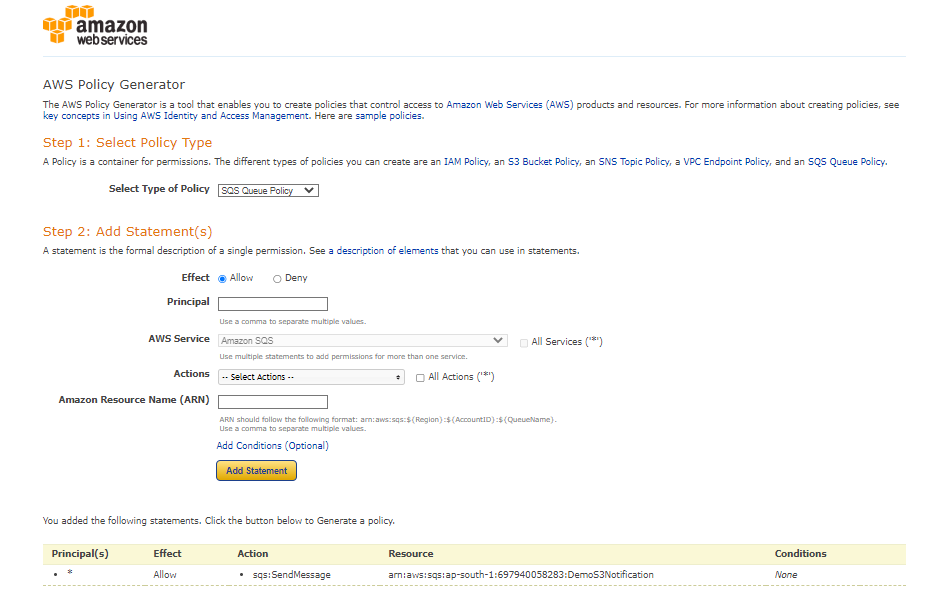 amazon
webservices
AWS Policy Generator
The AWS Policy Generator is a tool that enables you to create policies that control access to Amazon Web Services (AWS) products and resources. For more information about creating policies, see
key concepts in Using AWS Identity and Access Management. Here are sample policies.
Step 1: Select Policy Type
A Policy is a container for permissions. The different types of policies you can create are an IAM Policy, an S3 Bucket Policy, an SNS Topic Policy, a VPC Endpoint Policy, and an SQS Queue Policy.
Select Type of Policy SQS Queue Policy
Step 2: Add Statement(s)
A statement is the formal description of a single permission. See a description of elements that you can use in statements.
Effect Allow Deny
Principal
Use a comma to separate multiple values.
AWS Service Amazon SQS All Services ('*')
Use multiple statements to add permissions for more than one service.
Actions -- Select Actions -- All Actions ('*')
Amazon Resource Name (ARN)
ARN should follow the following format: arn:aws:sqs:${Region}:${AccountID}:${QueueName}.
Use a comma to separate multiple values.
Add Conditions (Optional)
Add Statement
You added the following statements. Click the button below to Generate a policy.
Principal(s) Effect Action Resource Conditions
• * Allow • sqs:SendMessage arn:aws:sqs:ap-south-1:697940058283:DemoS3Notification None